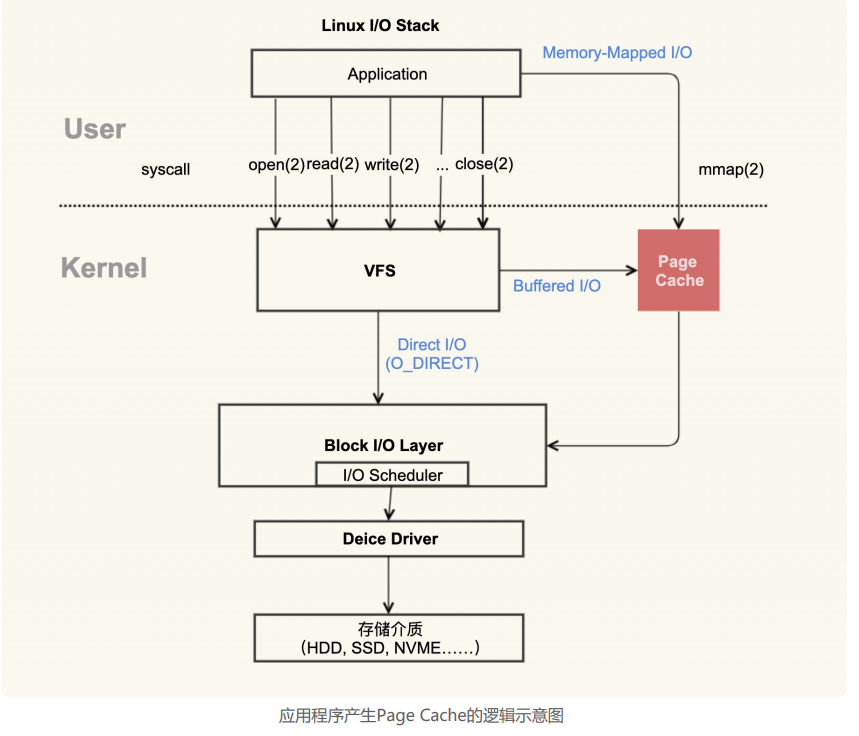 Linux I/O Stack
Memory-Mapped I/O
Application
User
syscall
open(2)
read(2)
write(2)
...
close(2)
mmap(2)
Kernel
VFS
Page
Cache
Buffered I/O
Direct I/O
(O_DIRECT)
Block I/O Layer
I/O Scheduler
Deice Driver
存储介质
（HDD, SSD, NVME……）
应用程序产生Page Cache的逻辑示意图